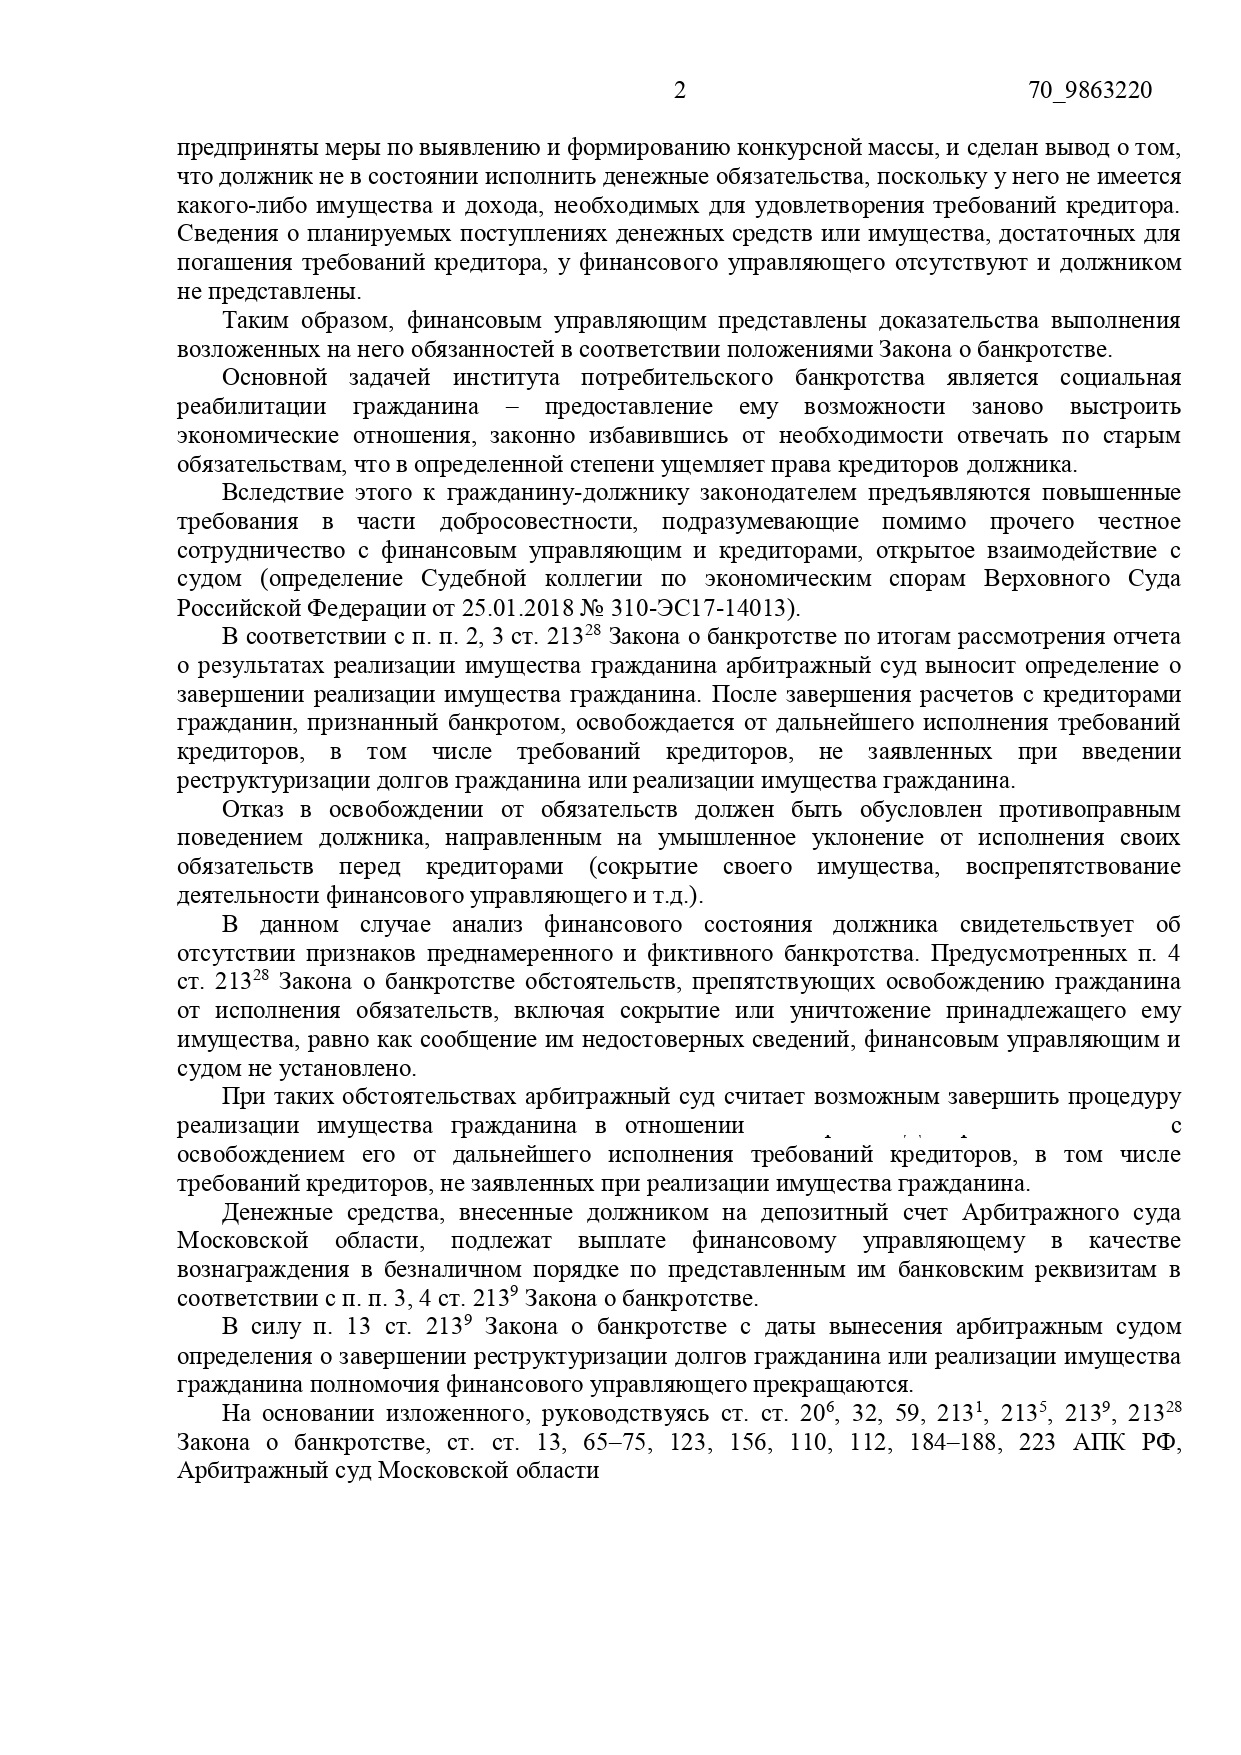 2 70_9863220
предприняты меры по выявлению и формированию конкурсной массы, и сделан вывод о том,
что должник не в состоянии исполнить денежные обязательства, поскольку у него не имеется
какого-либо имущества и дохода, необходимых для удовлетворения требований кредитора.
Сведения о планируемых поступлениях денежных средств или имущества, достаточных для
погашения требований кредитора, у финансового управляющего отсутствуют и должником
не представлены.
Таким образом, финансовым управляющим представлены доказательства выполнения
возложенных на него обязанностей в соответствии положениями Закона о банкротстве.
Основной задачей института потребительского банкротства является социальная
реабилитации гражданина – предоставление ему возможности заново выстроить
экономические отношения, законно избавившись от необходимости отвечать по старым
обязательствам, что в определенной степени ущемляет права кредиторов должника.
Вследствие этого к гражданину-должнику законодателем предъявляются повышенные
требования в части добросовестности, подразумевающие помимо прочего честное
сотрудничество с финансовым управляющим и кредиторами, открытое взаимодействие с
судом (определение Судебной коллегии по экономическим спорам Верховного Суда
Российской Федерации от 25.01.2018 № 310-ЭС17-14013).
В соответствии с п. п. 2, 3 ст. 213²⁸ Закона о банкротстве по итогам рассмотрения отчета
о результатах реализации имущества гражданина арбитражный суд выносит определение о
завершении реализации имущества гражданина. После завершения расчетов с кредиторами
гражданин, признанный банкротом, освобождается от дальнейшего исполнения требований
кредиторов, в том числе требований кредиторов, не заявленных при введении
реструктуризации долгов гражданина или реализации имущества гражданина.
Отказ в освобождении от обязательств должен быть обусловлен противоправным
поведением должника, направленным на умышленное уклонение от исполнения своих
обязательств перед кредиторами (сокрытие своего имущества, воспрепятствование
деятельности финансового управляющего и т.д.).
В данном случае анализ финансового состояния должника свидетельствует об
отсутствии признаков преднамеренного и фиктивного банкротства. Предусмотренных п. 4
ст. 213²⁸ Закона о банкротстве обстоятельств, препятствующих освобождению гражданина
от исполнения обязательств, включая сокрытие или уничтожение принадлежащего ему
имущества, равно как сообщение им недостоверных сведений, финансовым управляющим и
судом не установлено.
При таких обстоятельствах арбитражный суд считает возможным завершить процедуру
реализации имущества гражданина в отношении с
освобождением его от дальнейшего исполнения требований кредиторов, в том числе
требований кредиторов, не заявленных при реализации имущества гражданина.
Денежные средства, внесенные должником на депозитный счет Арбитражного суда
Московской области, подлежат выплате финансовому управляющему в качестве
вознаграждения в безналичном порядке по представленным им банковским реквизитам в
соответствии с п. п. 3, 4 ст. 213⁹ Закона о банкротстве.
В силу п. 13 ст. 213⁹ Закона о банкротстве с даты вынесения арбитражным судом
определения о завершении реструктуризации долгов гражданина или реализации имущества
гражданина полномочия финансового управляющего прекращаются.
На основании изложенного, руководствуясь ст. ст. 20⁶, 32, 59, 213¹, 213⁵, 213⁹, 213²⁸
Закона о банкротстве, ст. ст. 13, 65–75, 123, 156, 110, 112, 184–188, 223 АПК РФ,
Арбитражный суд Московской области